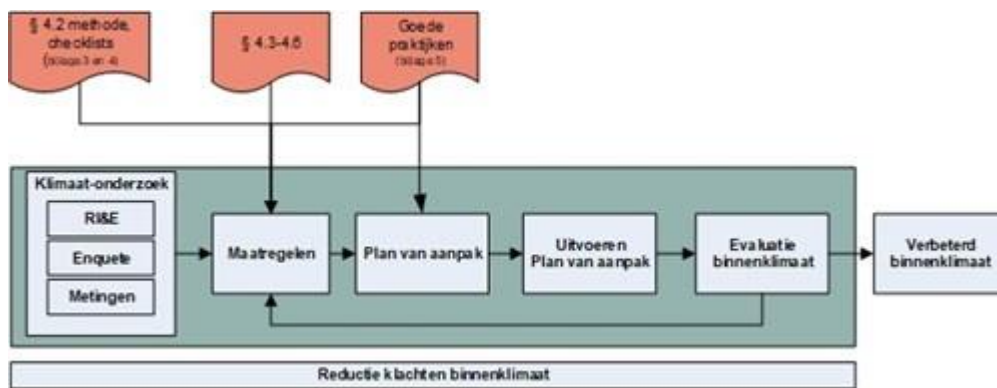 § 4.2 methode,
checklists
(bijlage 3 en 4)
§ 4.3-4.6
Goede
praktijken
(bijlage 5)
Klimaat-onderzoek
RI&E
Enquete
Metingen
Maatregelen
Plan van aanpak
Uitvoeren
Plan van aanpak
Evaluatie
binnenklimaat
Verbeterd
binnenklimaat
Reductie klachten binnenklimaat